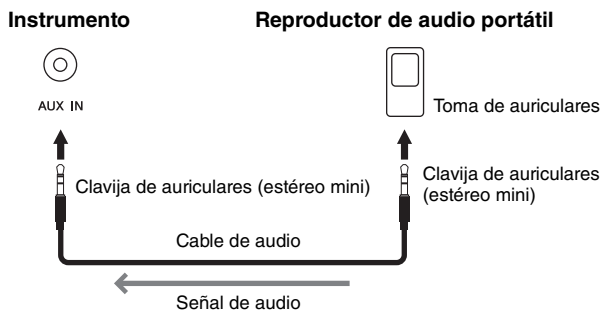 Instrumento
Reproductor de audio portátil
AUX IN
Toma de auriculares
Clavija de auriculares (estéreo mini)
Clavija de auriculares
(estéreo mini)
Cable de audio
Señal de audio